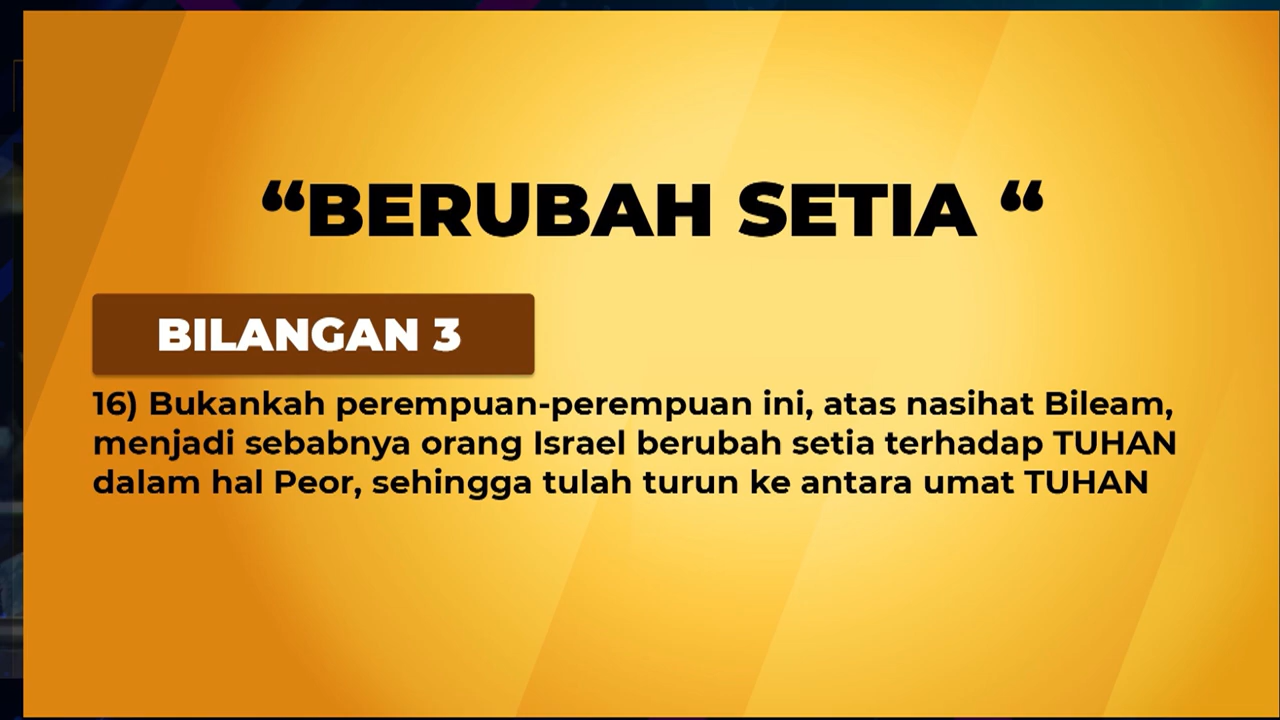 “BERUBAH SETIA “
BILANGAN 3
16) Bukankah perempuan-perempuan ini, atas nasihat Bileam,
menjadi sebabnya orang Israel berubah setia terhadap TUHAN
dalam hal Peor, sehingga tulah turun ke antara umat TUHAN